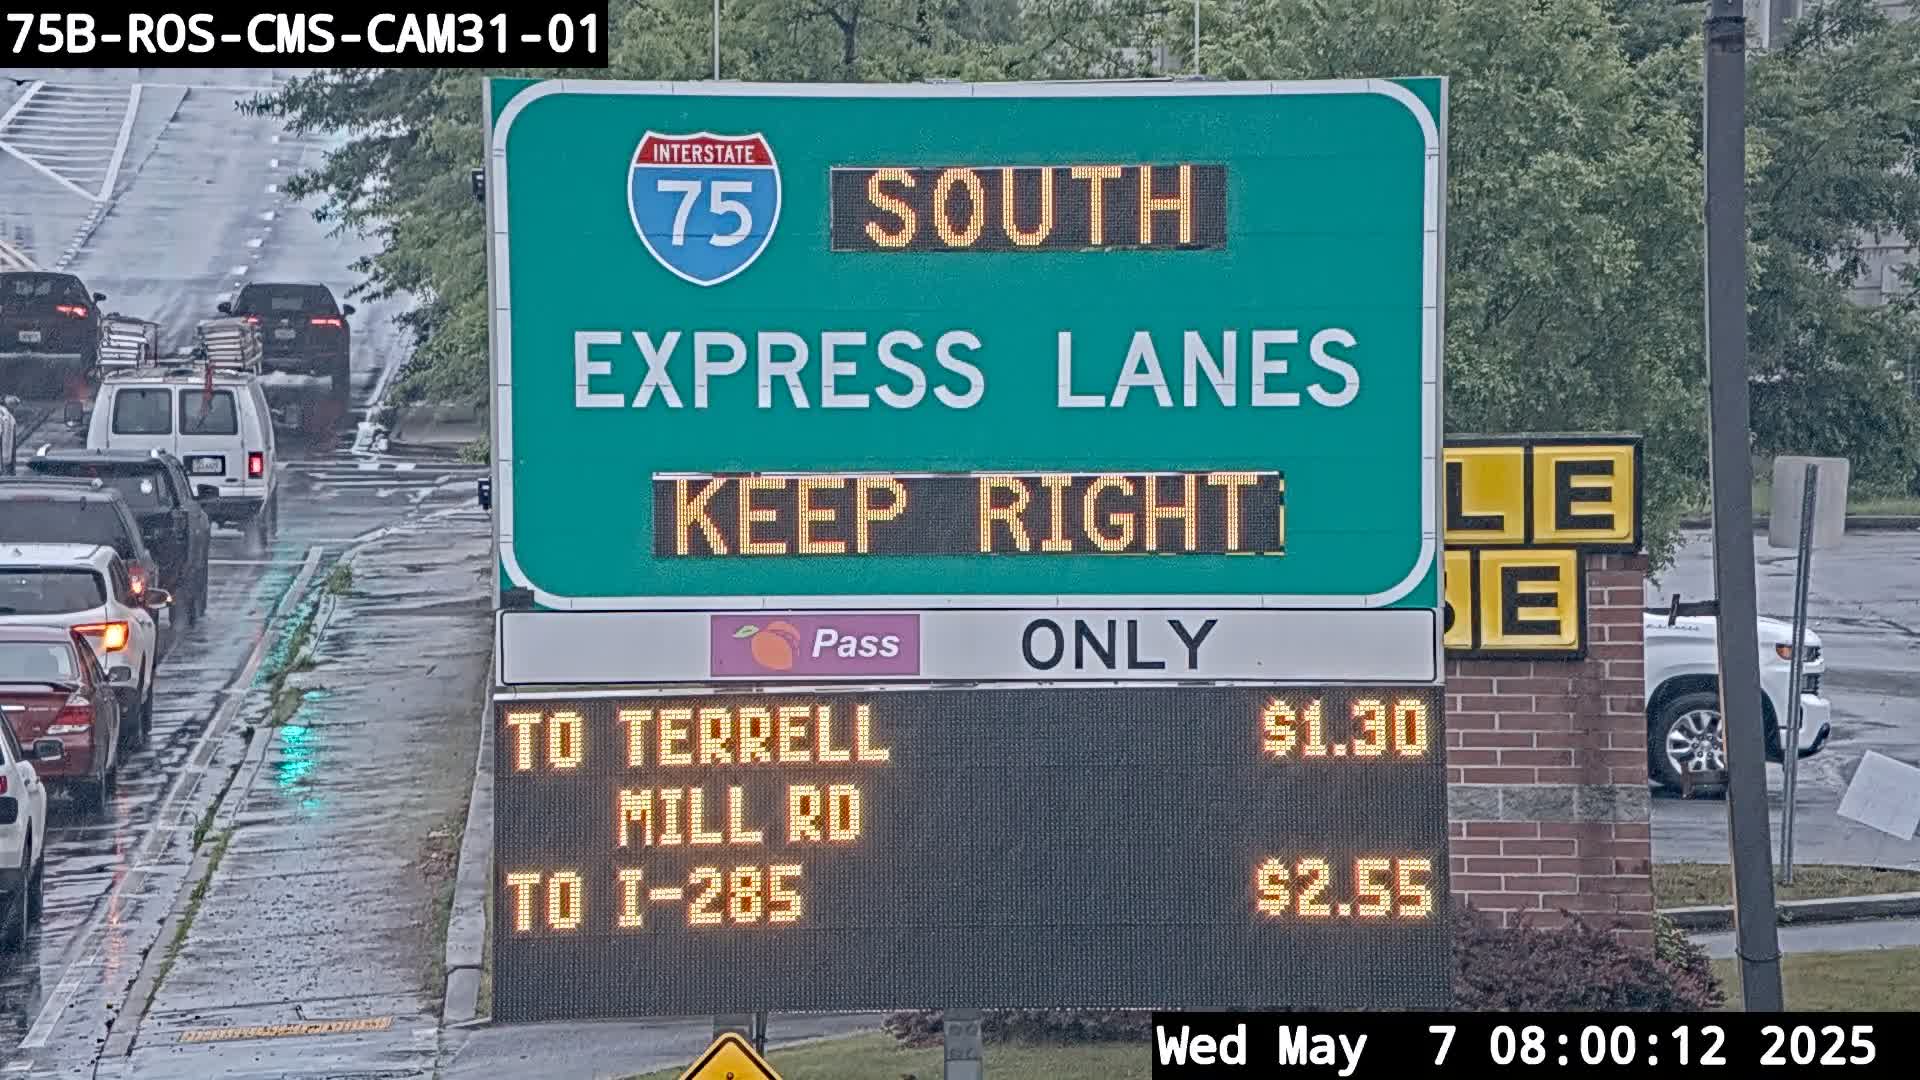 75B-ROS-CMS-CAM31-01
INTERSTATE
75
SOUTH
EXPRESS LANES
KEEP RIGHT
Pass ONLY
TO TERRELL $1.30
MILL RD
TO I-285 $2.55
LE
E
Wed May 7 08:00:12 2025